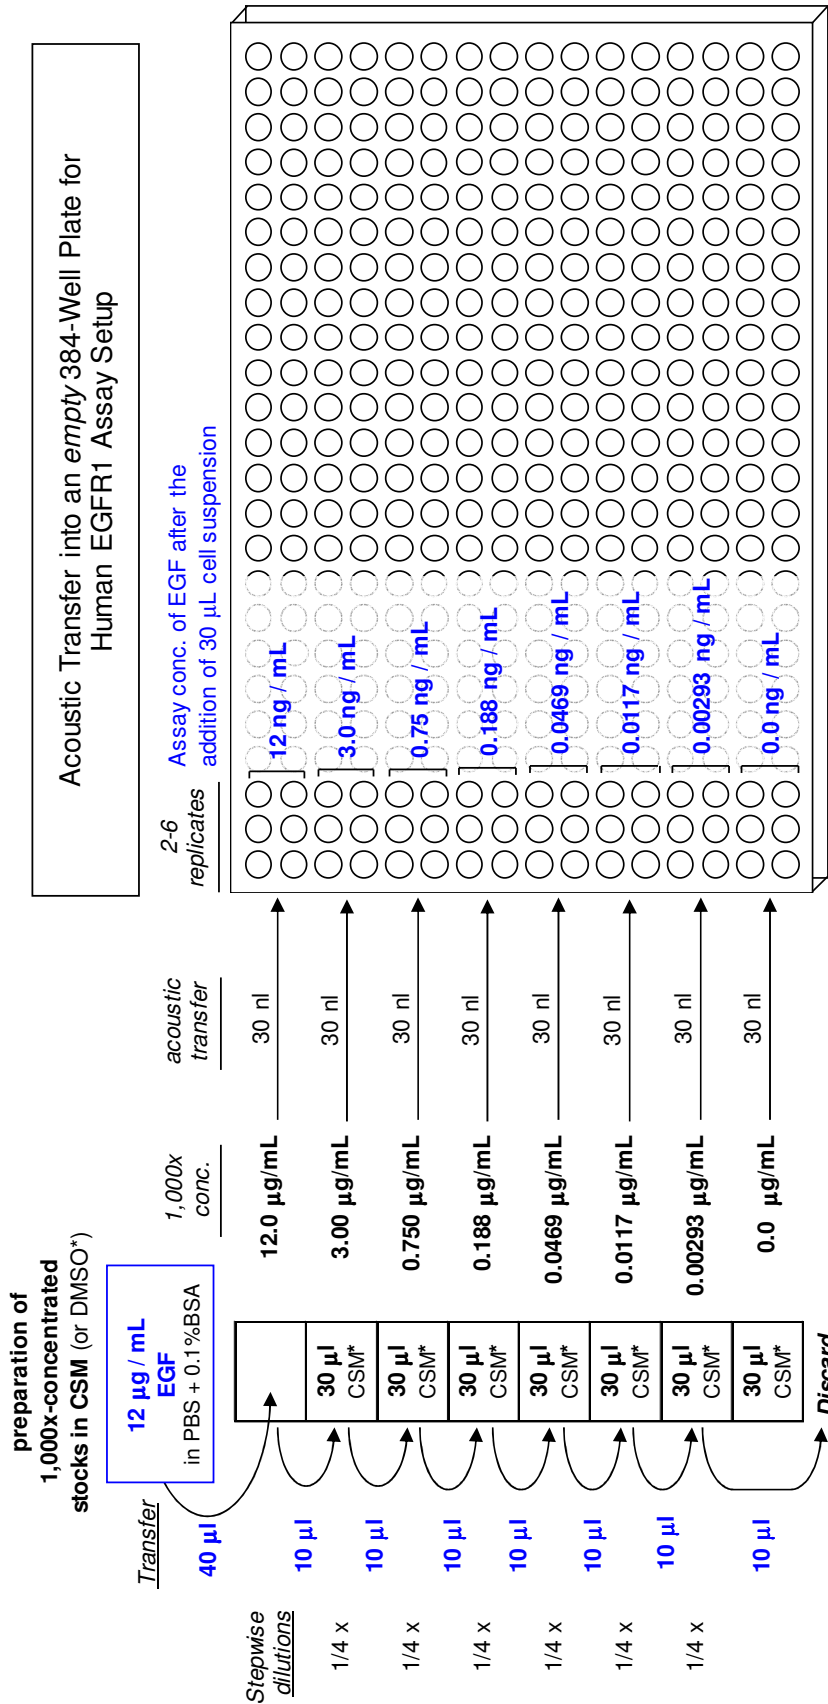 Acoustic Transfer into an empty 384-Well Plate for
Human EGFR1 Assay Setup
preparation of
1,000x-concentrated
stocks in CSM (or DMSO*)
Stepwise
dilutions
Transfer
12 μg / mL
EGF
in PBS + 0.1%BSA
1,000x
conc.
acoustic
transfer
2-6
replicates
Assay conc. of EGF after the
addition of 30 μL cell suspension
40 μl
12.0 μg/mL
30 nl
12 ng / mL
10 μl
1/4 x
30 μl
CSM*
3.00 μg/mL
30 nl
3.0 ng / mL
10 μl
1/4 x
30 μl
CSM*
0.750 μg/mL
30 nl
0.75 ng / mL
10 μl
1/4 x
30 μl
CSM*
0.188 μg/mL
30 nl
0.188 ng / mL
10 μl
1/4 x
30 μl
CSM*
0.0469 μg/mL
30 nl
0.0469 ng / mL
10 μl
1/4 x
30 μl
CSM*
0.0117 μg/mL
30 nl
0.0117 ng / mL
10 μl
1/4 x
30 μl
CSM*
0.00293 μg/mL
30 nl
0.00293 ng / mL
10 μl
30 μl
CSM*
0.0 μg/mL
30 nl
0.0 ng / mL
Discard